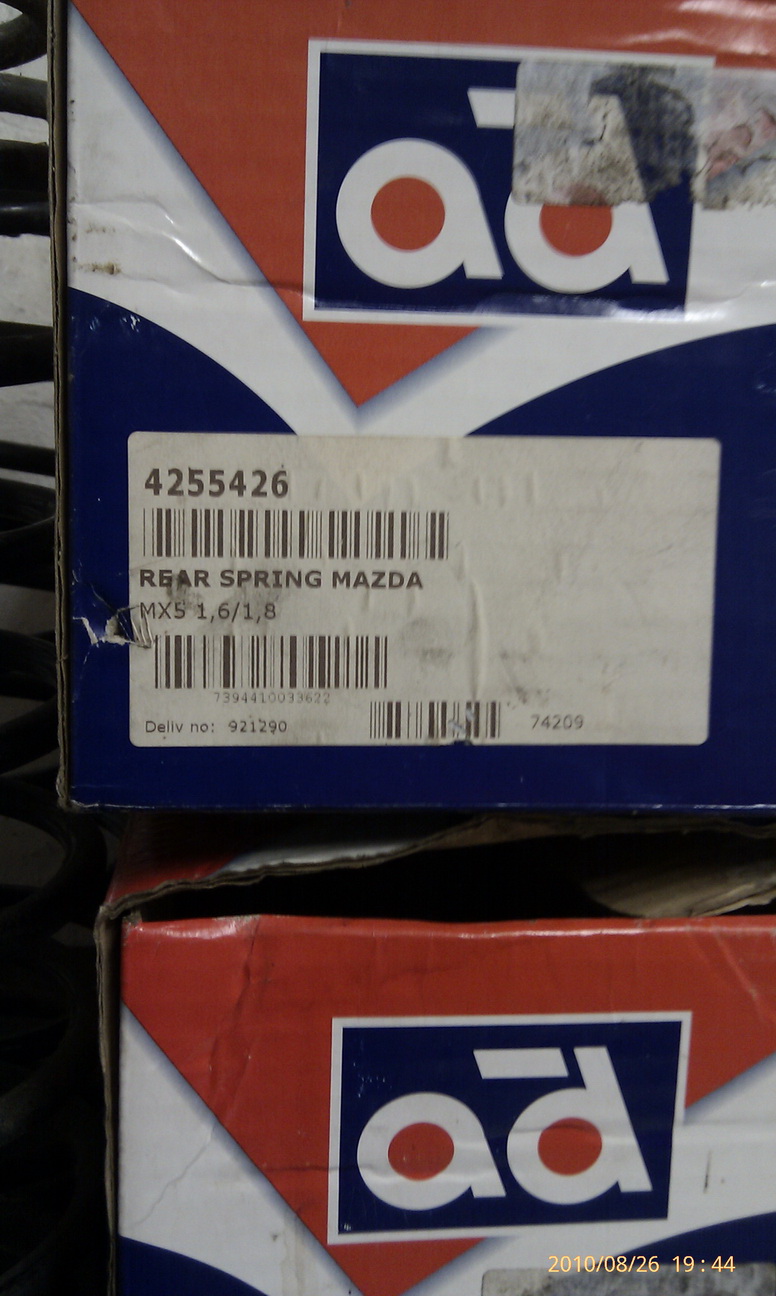 ad
4255426
REAR SPRING MAZDA
MX5 1,6/1,8
7394410033622
Deliv no: 921290
74209
ad
2010/08/26 19:44